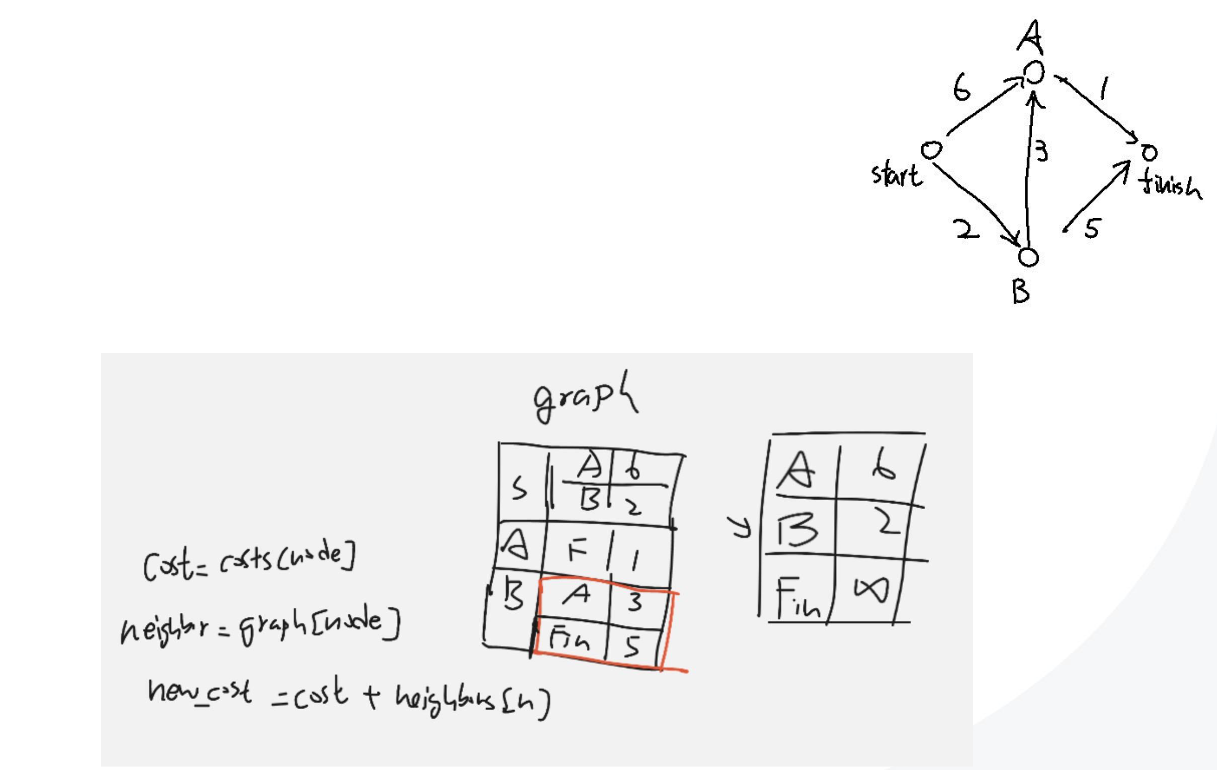 A
6
1
start
3
finish
2
5
B
graph
S
A 6
B 2
A F 1
B A 3
Fin 5
A 6
B 2
Fin ∞
Cost = costs[node]
neighbor = graph[node]
new_cost = cost + neighbors[n]